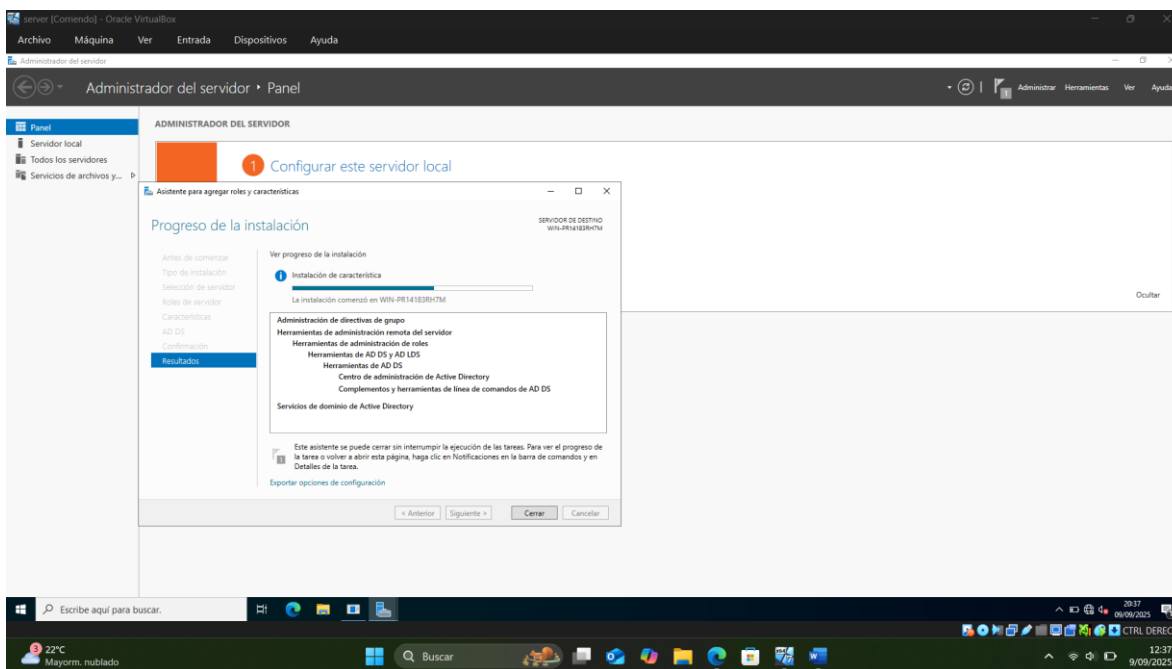 server [Corriendo] - Oracle VirtualBox
Archivo Máquina Ver Entrada Dispositivos Ayuda
Administrador del servidor
Administrador del servidor • Panel
1 Administrar Herramientas Ver Ayuda
Panel
Servidor local
Todos los servidores
Servicios de archivos y...
ADMINISTRADOR DEL SERVIDOR
1 Configurar este servidor local
Ocultar
Asistente para agregar roles y características
Progreso de la instalación
SERVIDOR DE DESTINO
WIN-PR14183RH7M
Antes de comenzar
Tipo de instalación
Selección de servidor
Roles de servidor
Características
AD DS
Confirmación
Resultados
Ver progreso de la instalación
Instalación de característica
La instalación comenzó en WIN-PR14183RH7M
Administración de directivas de grupo
Herramientas de administración remota del servidor
Herramientas de administración de roles
Herramientas de AD DS y AD LDS
Herramientas de AD DS
Centro de administración de Active Directory
Complementos y herramientas de línea de comandos de AD DS
Servicios de dominio de Active Directory
1 Este asistente se puede cerrar sin interrumpir la ejecución de las tareas. Para ver el progreso de
la tarea o volver a abrir esta página, haga clic en Notificaciones en la barra de comandos y en
Detalles de la tarea.
Exportar opciones de configuración
< Anterior Siguiente > Cerrar Cancelar
Escribe aquí para buscar.
20:37
09/09/2025
CTRL DEREC
3 22°C
Mayorm. nublado
Buscar
12:37
9/09/2025